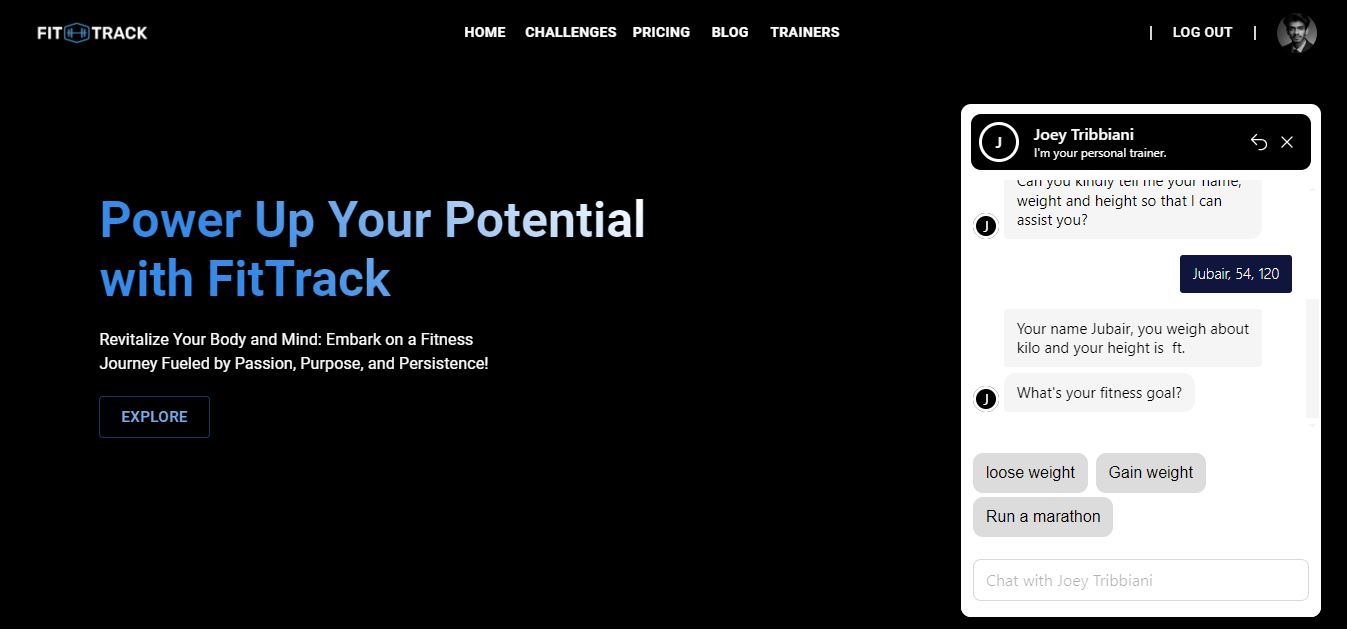 FIT TRACK
HOME CHALLENGES PRICING BLOG TRAINERS
| LOG OUT |
Power Up Your Potential
with FitTrack
Revitalize Your Body and Mind: Embark on a Fitness
Journey Fueled by Passion, Purpose, and Persistence!
EXPLORE
J
Joey Tribbiani
I'm your personal trainer.
Can you kindly tell me your name,
weight and height so that I can
assist you?
J
Jubair, 54, 120
Your name Jubair, you weigh about
kilo and your height is ft.
What's your fitness goal?
J
loose weight
Gain weight
Run a marathon
Chat with Joey Tribbiani